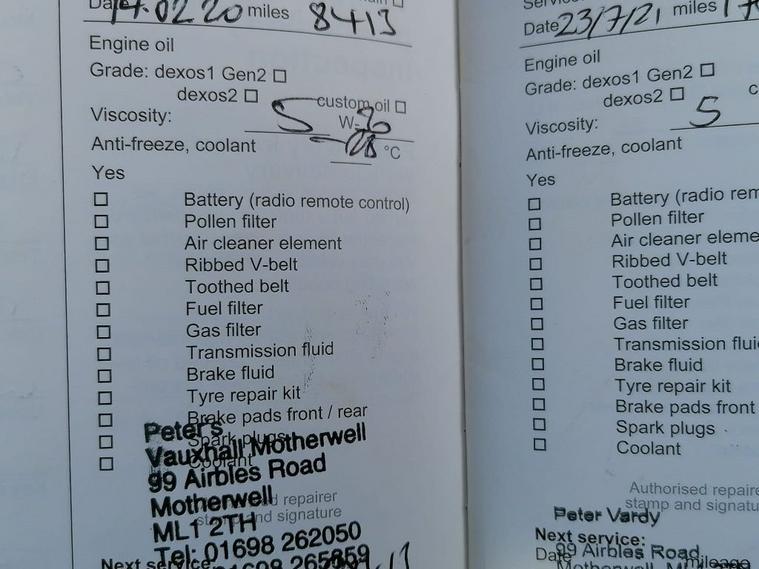 14.02.20 miles 8413
Engine oil
Grade: dexos1 Gen2
dexos2 custom oil
Viscosity: 5 W-30
Anti-freeze, coolant -28 °C
Yes
Battery (radio remote control)
Pollen filter
Air cleaner element
Ribbed V-belt
Toothed belt
Fuel filter
Gas filter
Transmission fluid
Brake fluid
Tyre repair kit
Brake pads front / rear
Spark plugs
Coolant
repairer
stamp and signature
Peter's
Vauxhall Motherwell
99 Airbles Road
Motherwell
ML1 2TH
Tel: 01698 262050
265859
Next service:
Date 23/7/21 miles
Engine oil
Grade: dexos1 Gen2
dexos2
Viscosity: 5
Anti-freeze, coolant
Yes
Battery (radio rem
Pollen filter
Air cleaner eleme
Ribbed V-belt
Toothed belt
Fuel filter
Gas filter
Transmission flui
Brake fluid
Tyre repair kit
Brake pads front
Spark plugs
Coolant
Authorised repaire
stamp and signatu
Peter Vardy
Next service:
Date mileage
99 Airbles Road